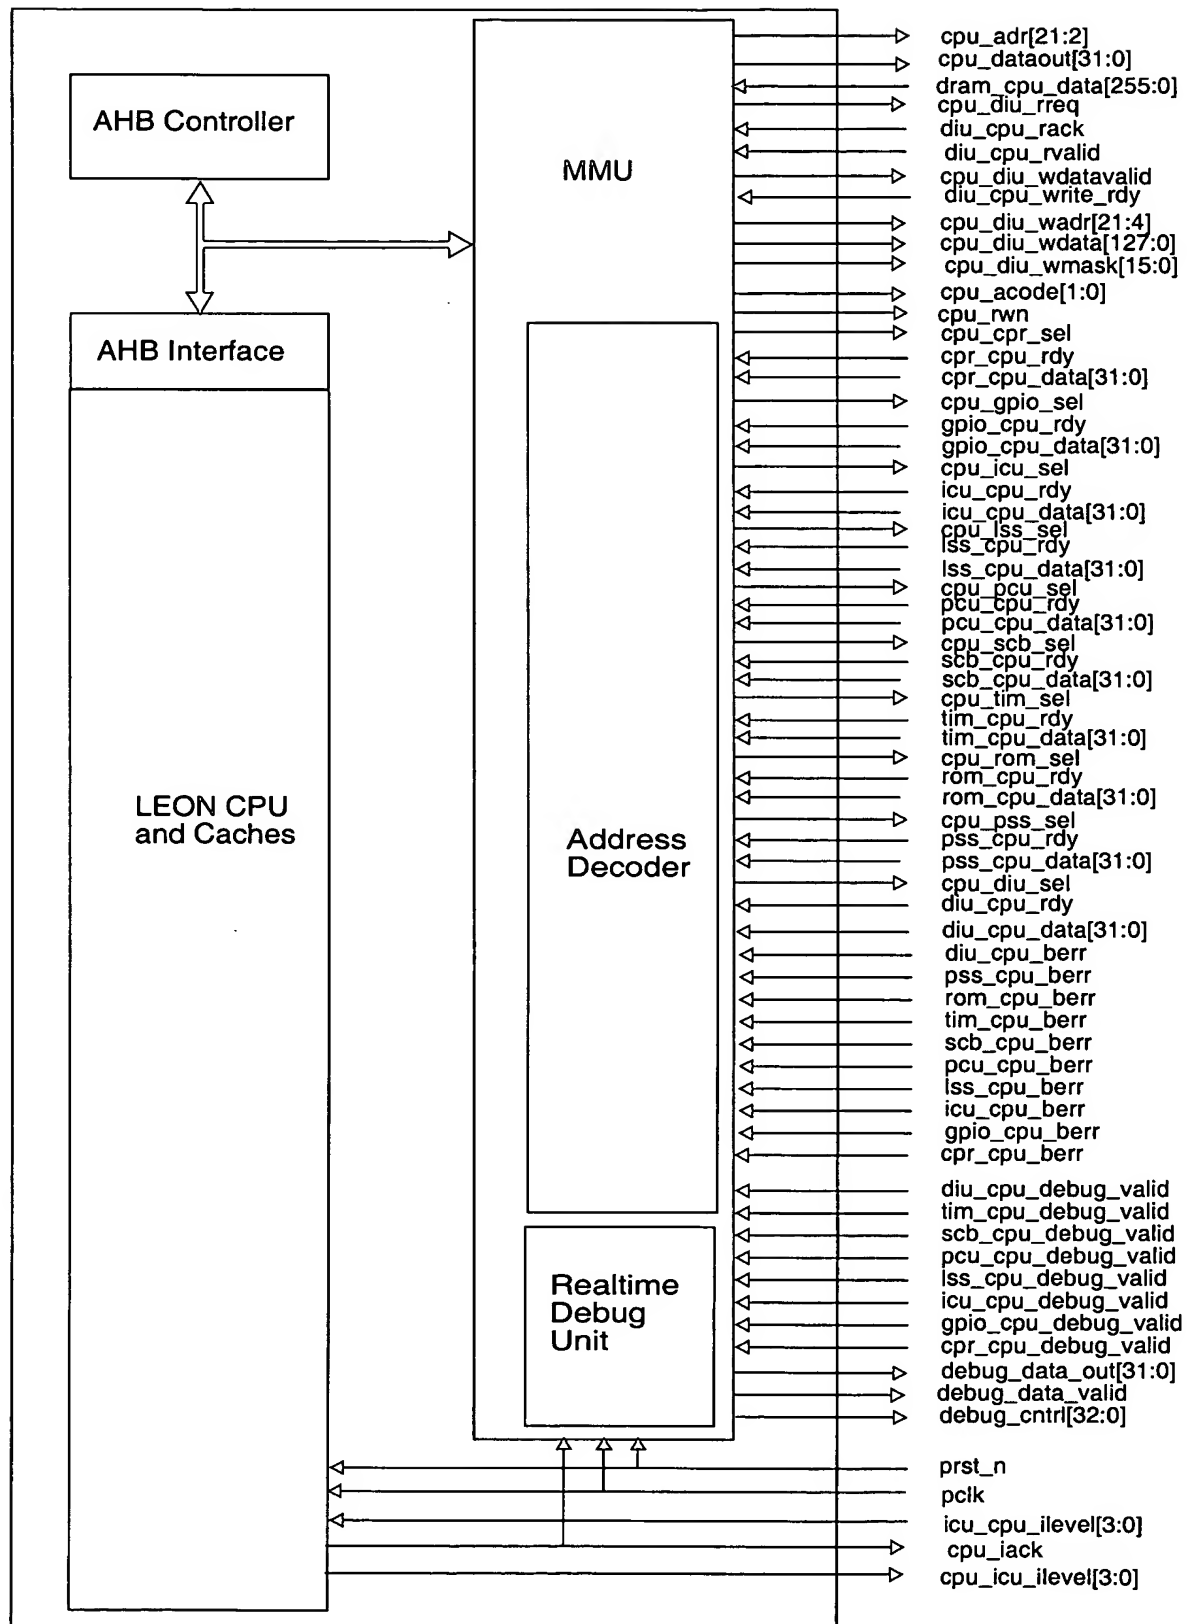 AHB Controller
AHB Interface
LEON CPU
and Caches
MMU
Address
Decoder
Realtime
Debug
Unit
cpu_adr[21:2]
cpu_dataout[31:0]
dram_cpu_data[255:0]
cpu_diu_rreq
diu_cpu_rack
diu_cpu_rvalid
cpu_diu_wdatavalid
diu_cpu_write_rdy
cpu_diu_wadr[21:4]
cpu_diu_wdata[127:0]
cpu_diu_wmask[15:0]
cpu_acode[1:0]
cpu_rwn
cpu_cpr_sel
cpr_cpu_rdy
cpr_cpu_data[31:0]
cpu_gpio_sel
gpio_cpu_rdy
gpio_cpu_data[31:0]
cpu_icu_sel
icu_cpu_rdy
icu_cpu_data[31:0]
cpu_lss_sel
lss_cpu_rdy
lss_cpu_data[31:0]
cpu_pcu_sel
pcu_cpu_rdy
pcu_cpu_data[31:0]
cpu_scb_sel
scb_cpu_rdy
scb_cpu_data[31:0]
cpu_tim_sel
tim_cpu_rdy
tim_cpu_data[31:0]
cpu_rom_sel
rom_cpu_rdy
rom_cpu_data[31:0]
cpu_pss_sel
pss_cpu_rdy
pss_cpu_data[31:0]
cpu_diu_sel
diu_cpu_rdy
diu_cpu_data[31:0]
diu_cpu_berr
pss_cpu_berr
rom_cpu_berr
tim_cpu_berr
scb_cpu_berr
pcu_cpu_berr
lss_cpu_berr
icu_cpu_berr
gpio_cpu_berr
cpr_cpu_berr
diu_cpu_debug_valid
tim_cpu_debug_valid
scb_cpu_debug_valid
pcu_cpu_debug_valid
lss_cpu_debug_valid
icu_cpu_debug_valid
gpio_cpu_debug_valid
cpr_cpu_debug_valid
debug_data_out[31:0]
debug_data_valid
debug_cntrl[32:0]
prst_n
pclk
icu_cpu_ilevel[3:0]
cpu_iack
cpu_icu_ilevel[3:0]